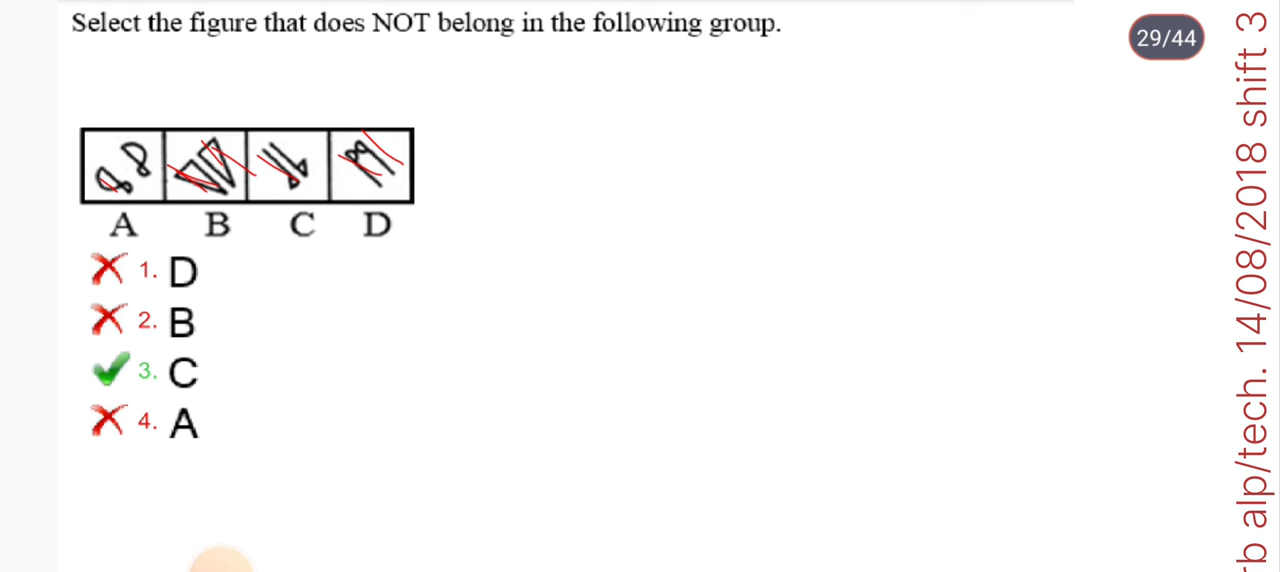 Select the figure that does NOT belong in the following group.
29/44
A B C D
1. D
2. B
3. C
4. A
rb alp/tech. 14/08/2018 shift 3